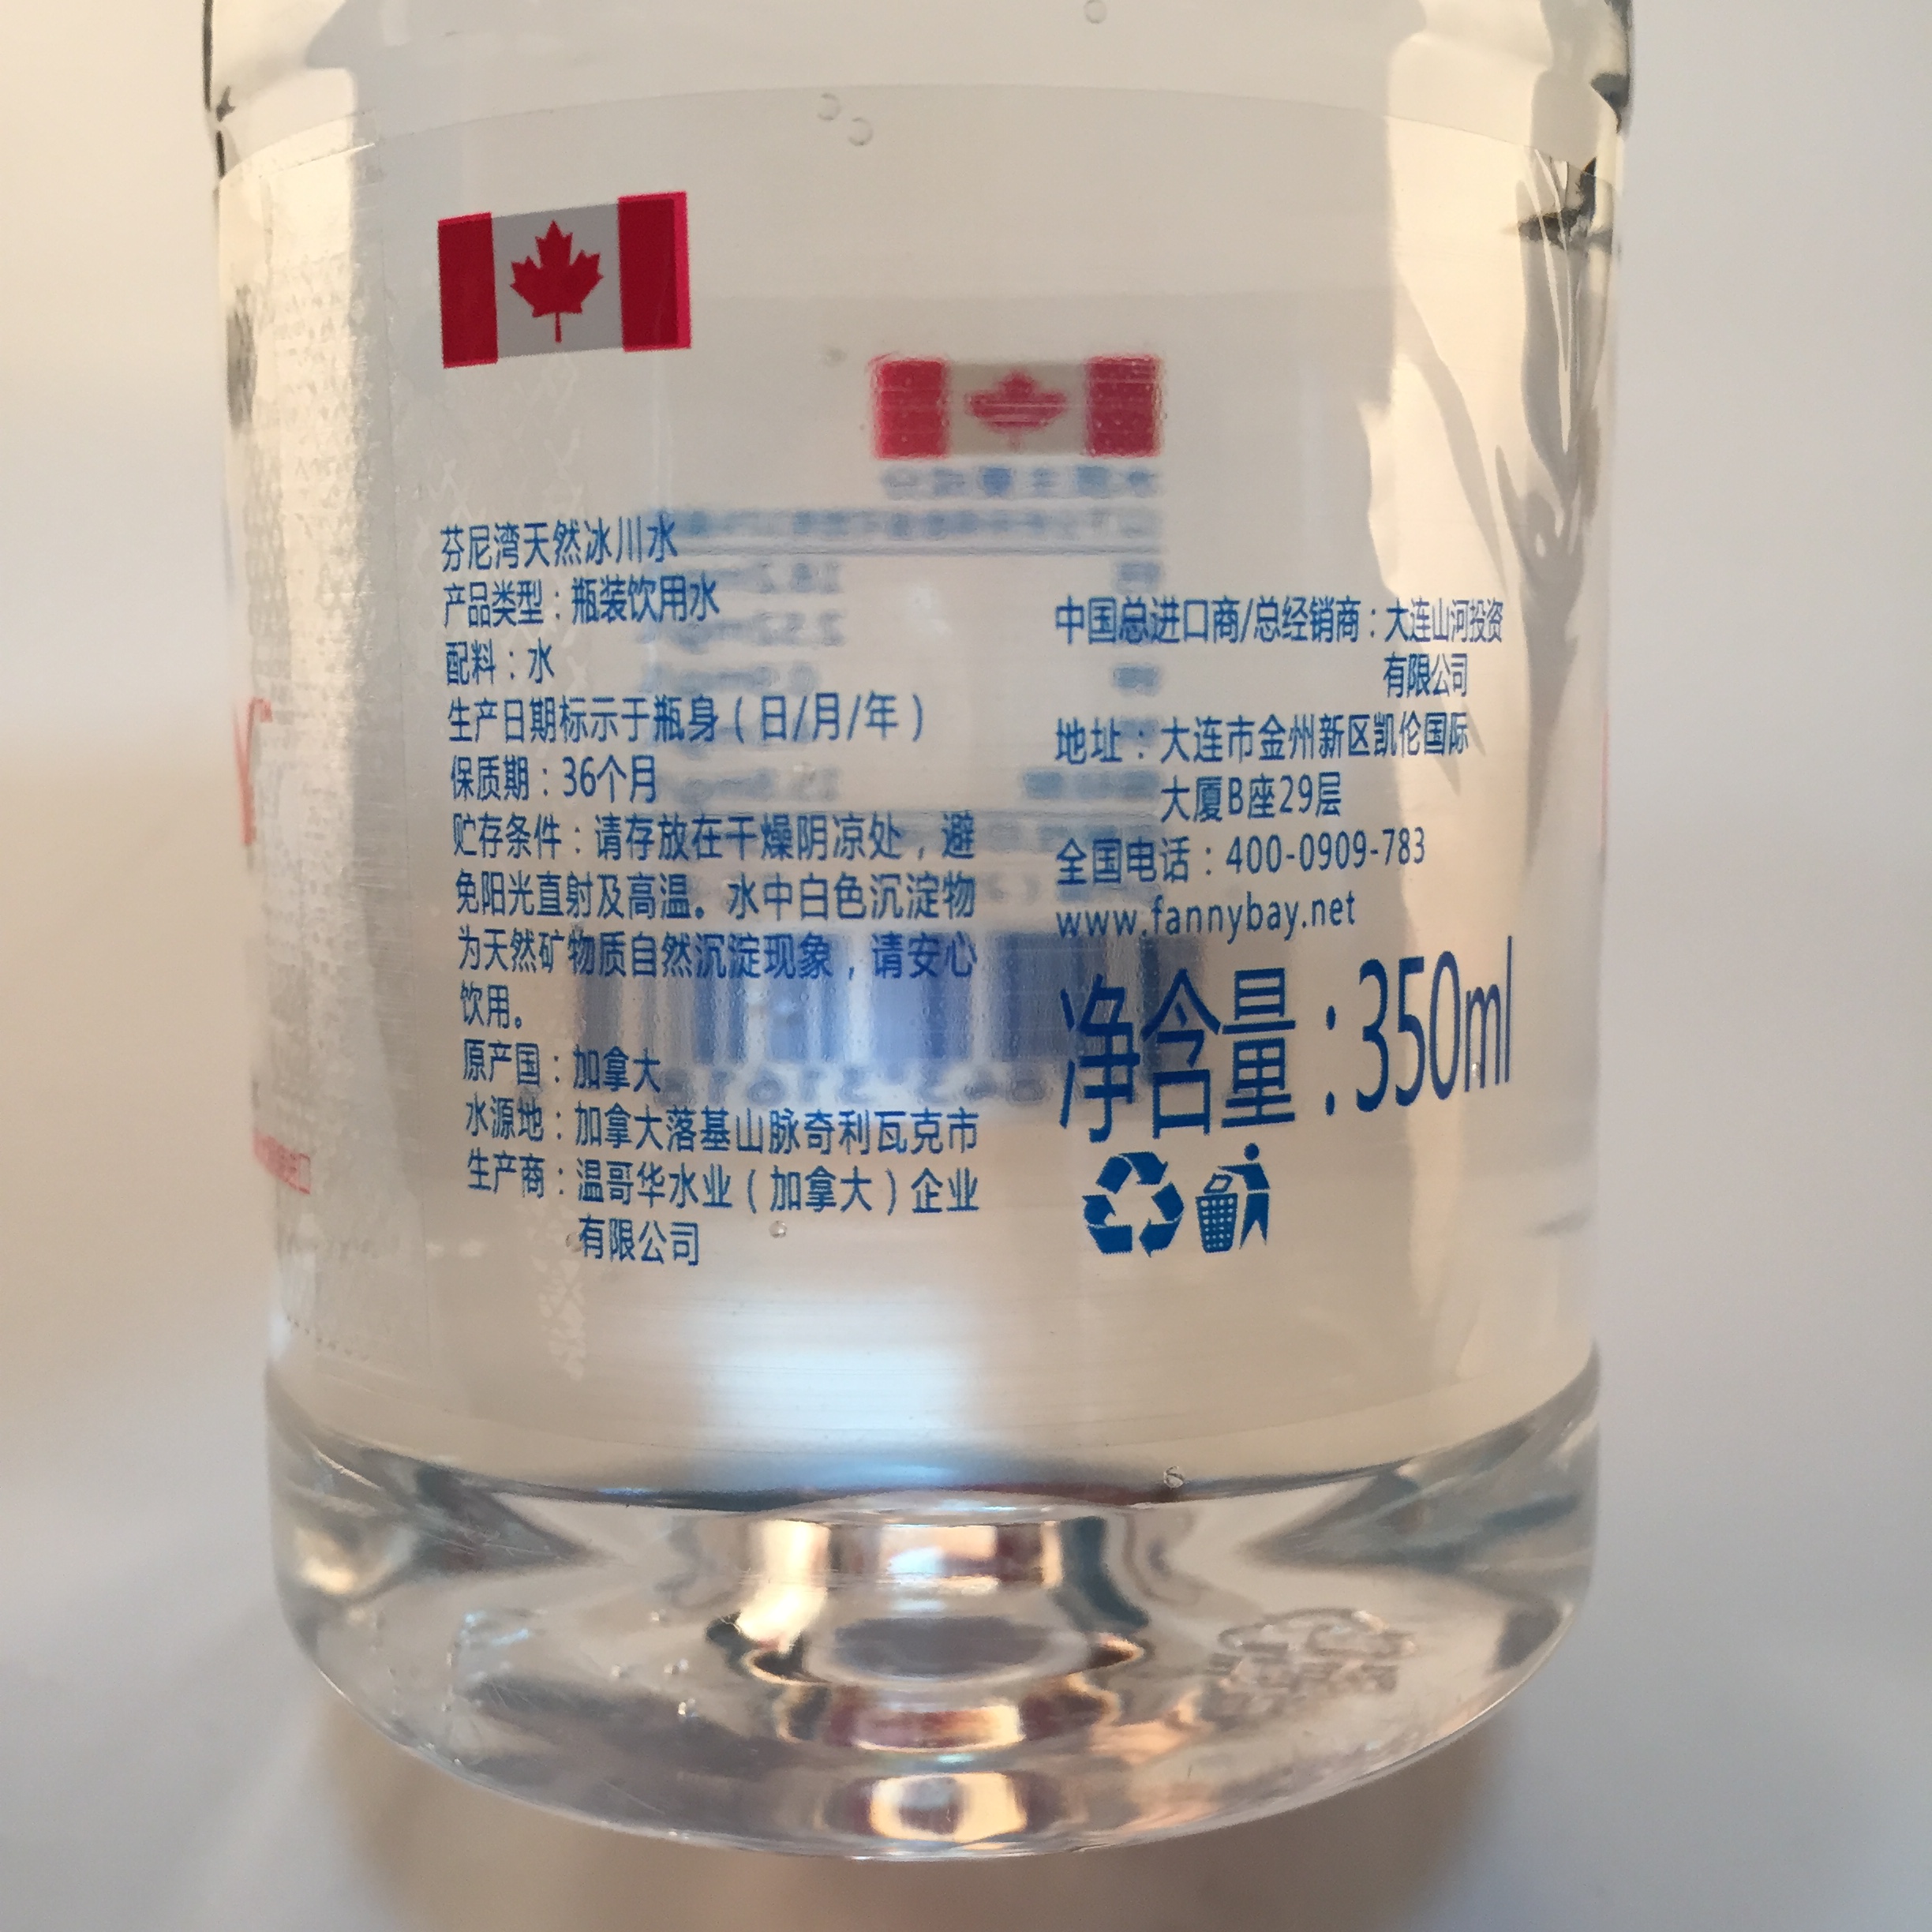 芬尼湾天然冰川水
产品类型：瓶装饮用水
配料：水
生产日期标示于瓶身（日/月/年）
保质期：36个月
贮存条件：请存放在干燥阴凉处，避
免阳光直射及高温。水中白色沉淀物
为天然矿物质自然沉淀现象，请安心
饮用。
原产国：加拿大
水源地：加拿大落基山脉奇利瓦克市
生产商：温哥华水业（加拿大）企业
有限公司
中国总进口商/总经销商：大连山河投资
有限公司
地址：大连市金州新区凯伦国际
大厦B座29层
全国电话：400-0909-783
www.fannybay.net
净含量：350ml